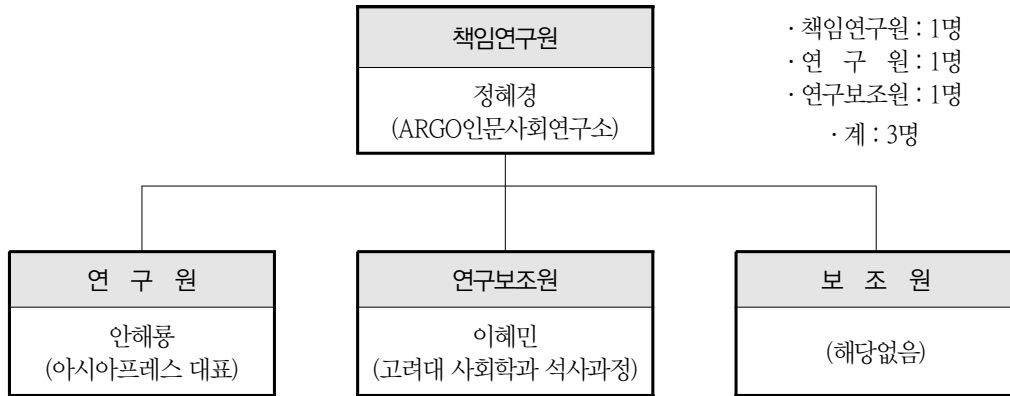 책임연구원
정혜경
(ARGO인문사회연구소)
· 책임연구원 : 1명
· 연 구 원 : 1명
· 연구보조원 : 1명
· 계 : 3명
연 구 원
안해룡
(아시아프레스 대표)
연구보조원
이혜민
(고려대 사회학과 석사과정)
보 조 원
(해당없음)